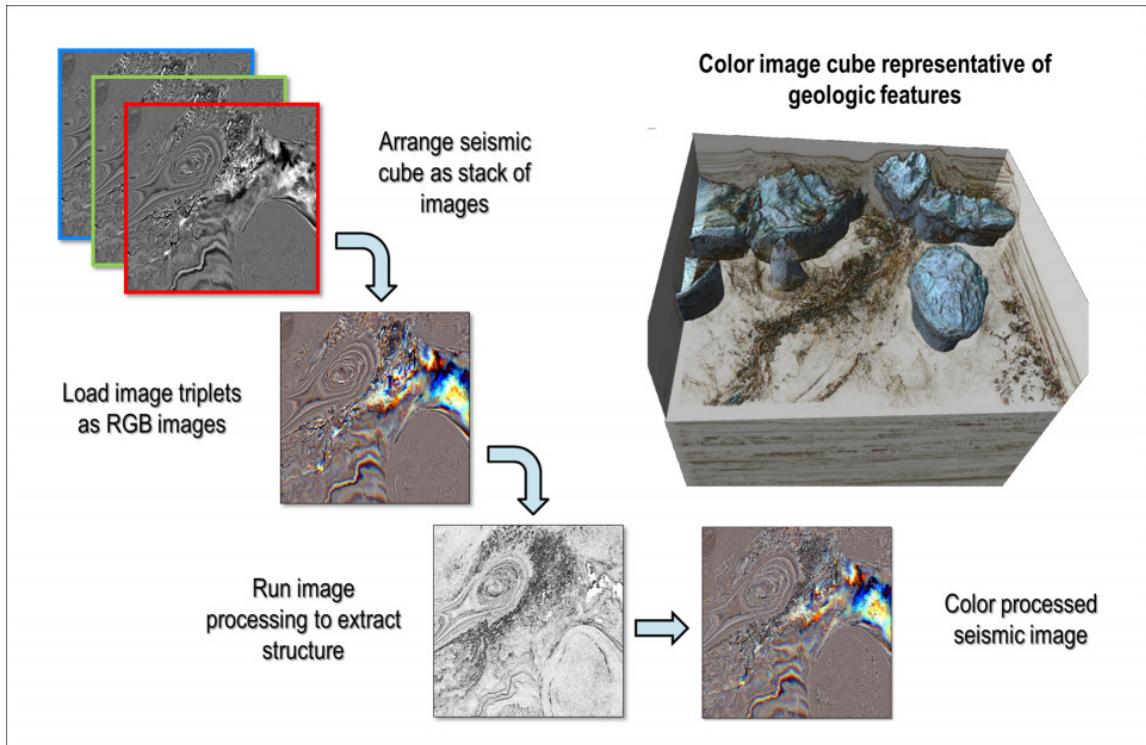 Color image cube representative of
geologic features
Arrange seismic
cube as stack of
images
Load image triplets
as RGB images
Run image
processing to extract
structure
Color processed
seismic image